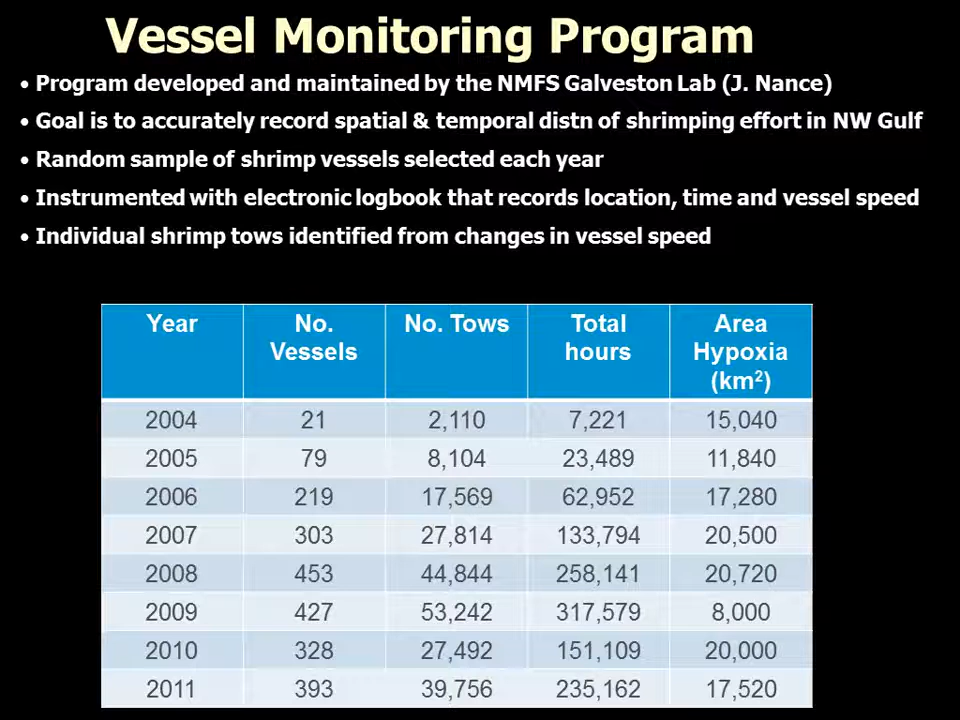 Vessel Monitoring Program
• Program developed and maintained by the NMFS Galveston Lab (J. Nance)
• Goal is to accurately record spatial & temporal distn of shrimping effort in NW Gulf
• Random sample of shrimp vessels selected each year
• Instrumented with electronic logbook that records location, time and vessel speed
• Individual shrimp tows identified from changes in vessel speed
Year No. Vessels No. Tows Total hours Area Hypoxia (km²)
2004 21 2,110 7,221 15,040
2005 79 8,104 23,489 11,840
2006 219 17,569 62,952 17,280
2007 303 27,814 133,794 20,500
2008 453 44,844 258,141 20,720
2009 427 53,242 317,579 8,000
2010 328 27,492 151,109 20,000
2011 393 39,756 235,162 17,520